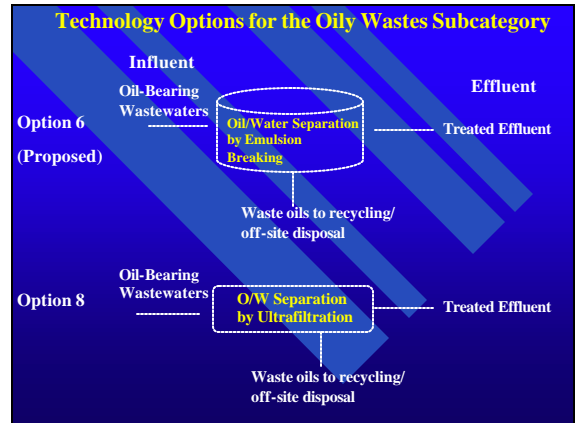 Technology Options for the Oily Wastes Subcategory
Influent
Effluent
Oil-Bearing
Wastewaters
Option 6
(Proposed)
Oil/Water Separation
by Emulsion
Breaking
Treated Effluent
Waste oils to recycling/
off-site disposal
Oil-Bearing
Wastewaters
Option 8
O/W Separation
by Ultrafiltration
Treated Effluent
Waste oils to recycling/
off-site disposal